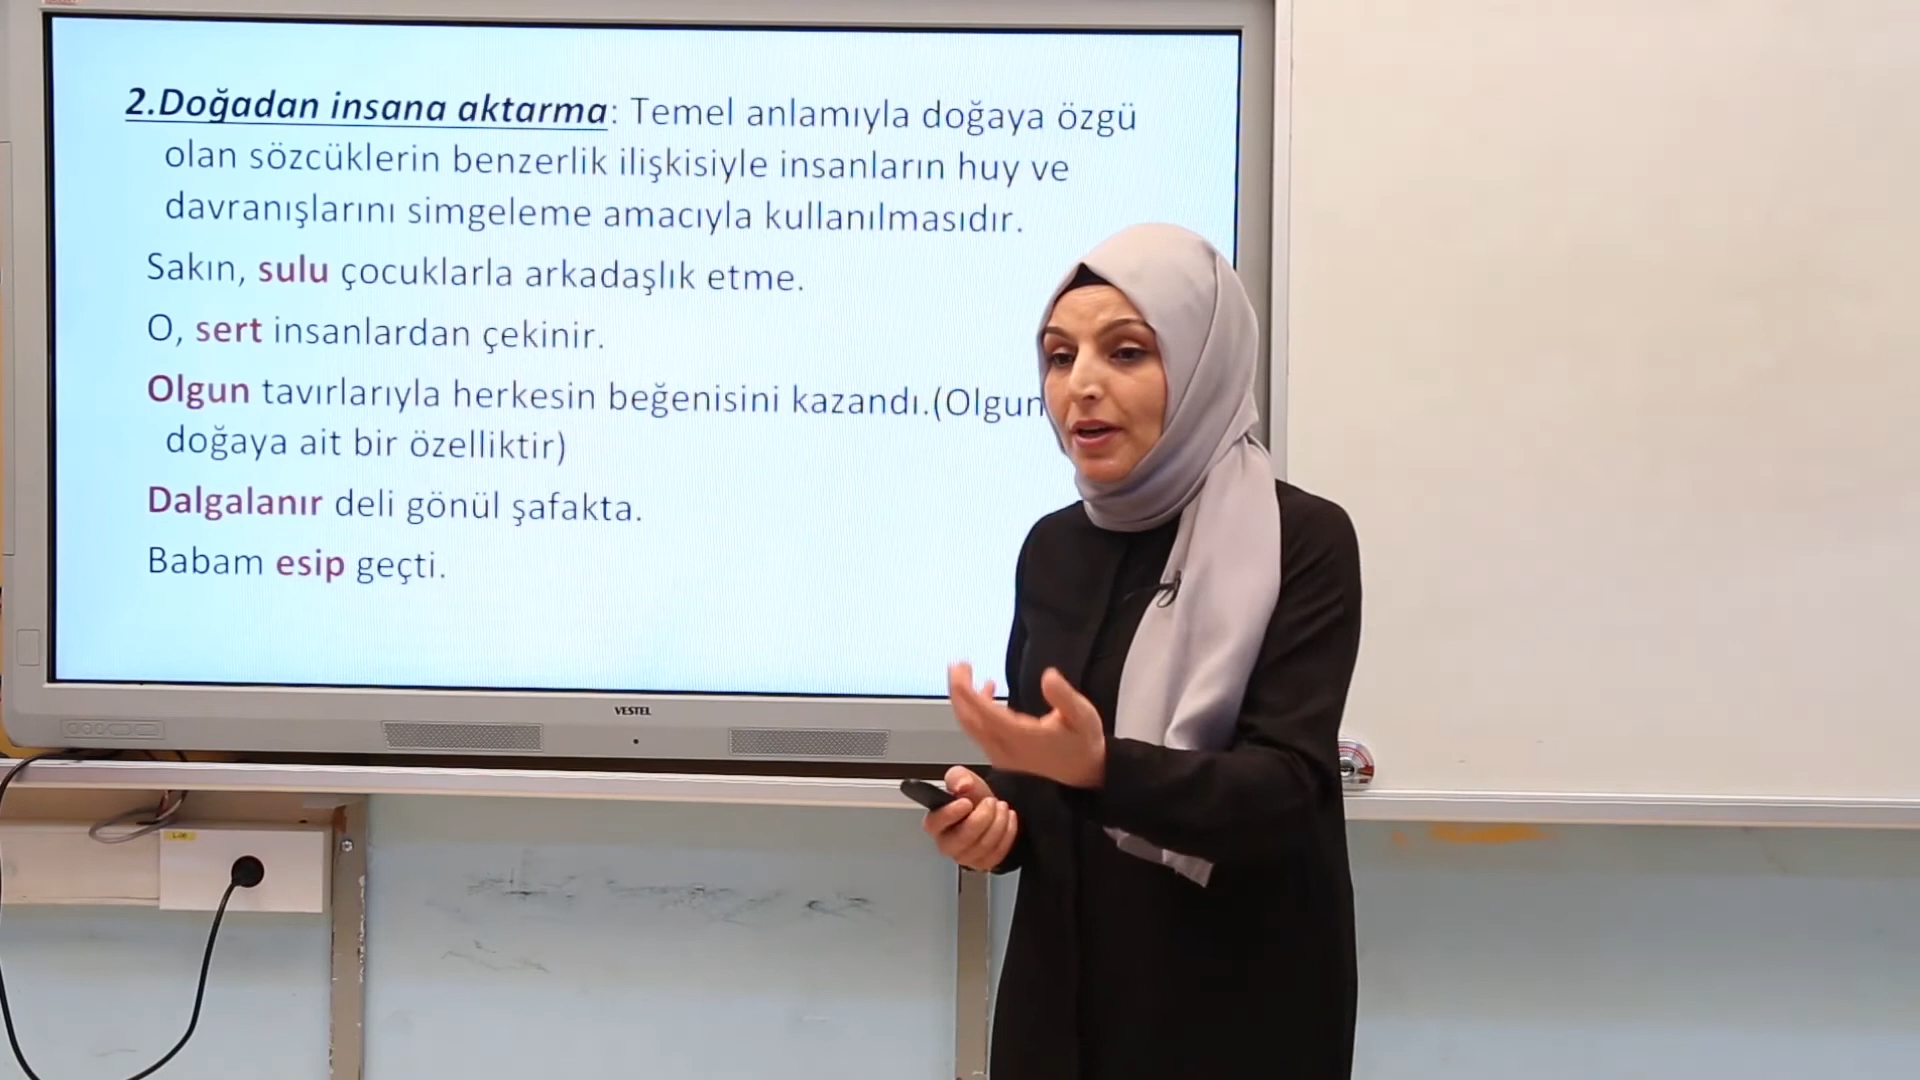 2.Doğadan insana aktarma: Temel anlamıyla doğaya özgü
olan sözcüklerin benzerlik ilişkisiyle insanların huy ve
davranışlarını simgeleme amacıyla kullanılmasıdır.
Sakın, sulu çocuklarla arkadaşlık etme.
O, sert insanlardan çekinir.
Olgun tavırlarıyla herkesin beğenisini kazandı.(Olgun
doğaya ait bir özelliktir)
Dalgalanır deli gönül şafakta.
Babam esip geçti.
VESTEL